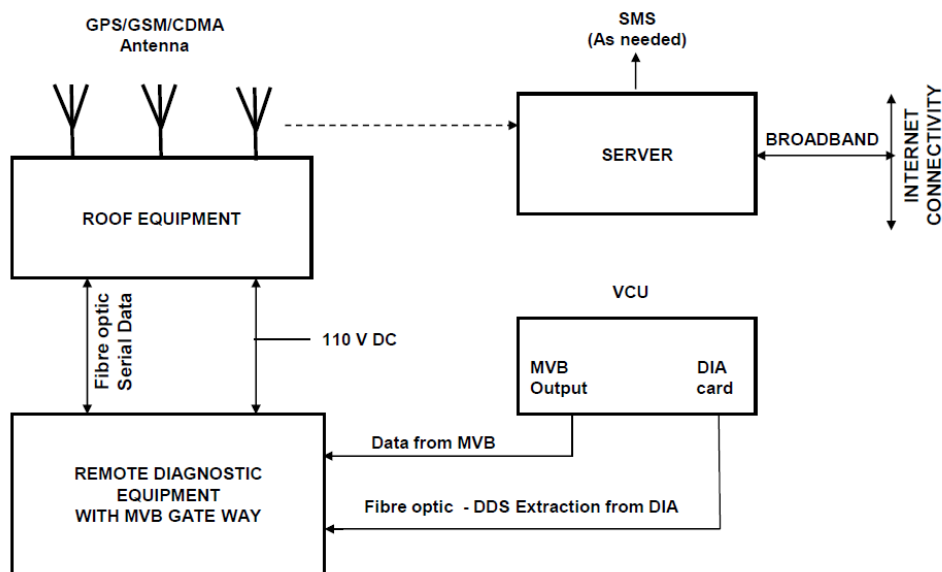 GPS/GSM/CDMA
Antenna
SMS
(As needed)
SERVER
BROADBAND
INTERNET
CONNECTIVITY
ROOF EQUIPMENT
Fibre optic
Serial Data
110 V DC
VCU
MVB
Output
DIA
card
Data from MVB
REMOTE DIAGNOSTIC
EQUIPMENT
WITH MVB GATE WAY
Fibre optic - DDS Extraction from DIA